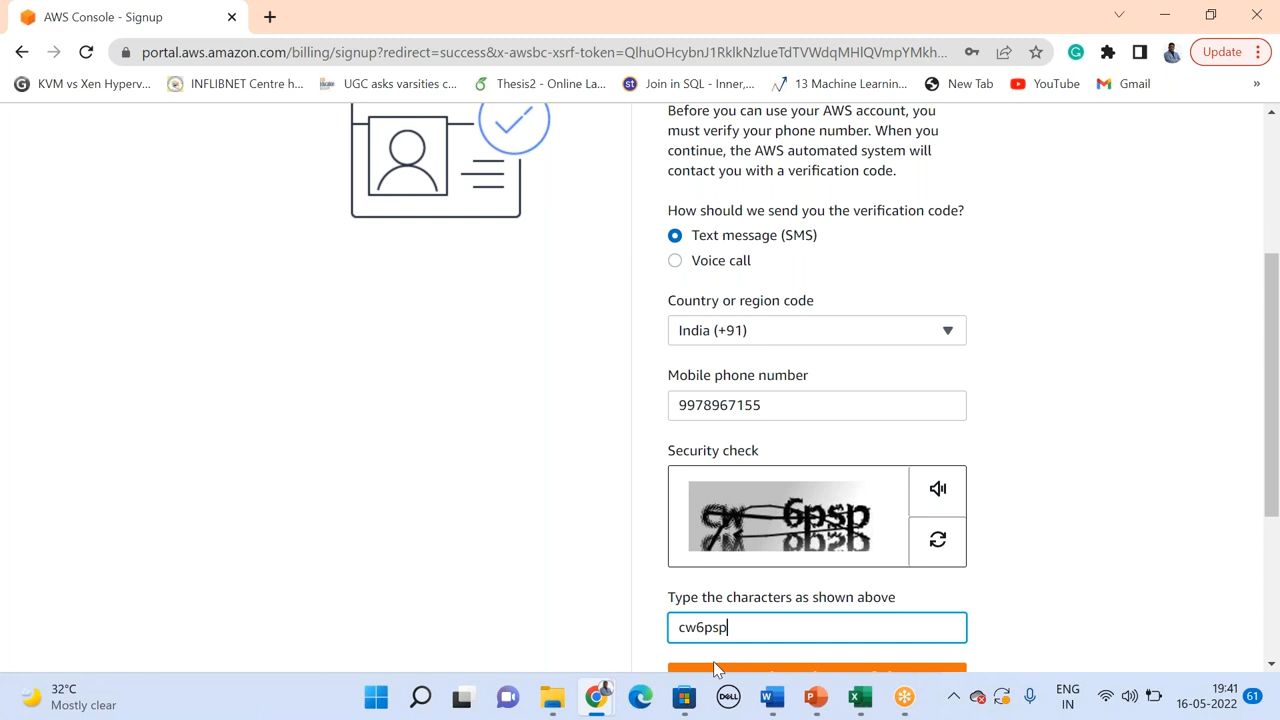 AWS Console - Signup
portal.aws.amazon.com/billing/signup?redirect=success&x-awsbc-xsrf-token=QlhuOHcybnJ1RklkNzlueTdTVWdqMHlQVmpYMkh...
Update
KVM vs Xen Hyperv...
INFLIBNET Centre h...
UGC asks varsities c...
Thesis2 - Online La...
Join in SQL - Inner,...
13 Machine Learnin...
New Tab
YouTube
Gmail
»
Before you can use your AWS account, you
must verify your phone number. When you
continue, the AWS automated system will
contact you with a verification code.
How should we send you the verification code?
Text message (SMS)
Voice call
Country or region code
India (+91)
Mobile phone number
9978967155
Security check
Type the characters as shown above
cw6psp
32°C
Mostly clear
DELL
ENG
IN
19:41
16-05-2022
61